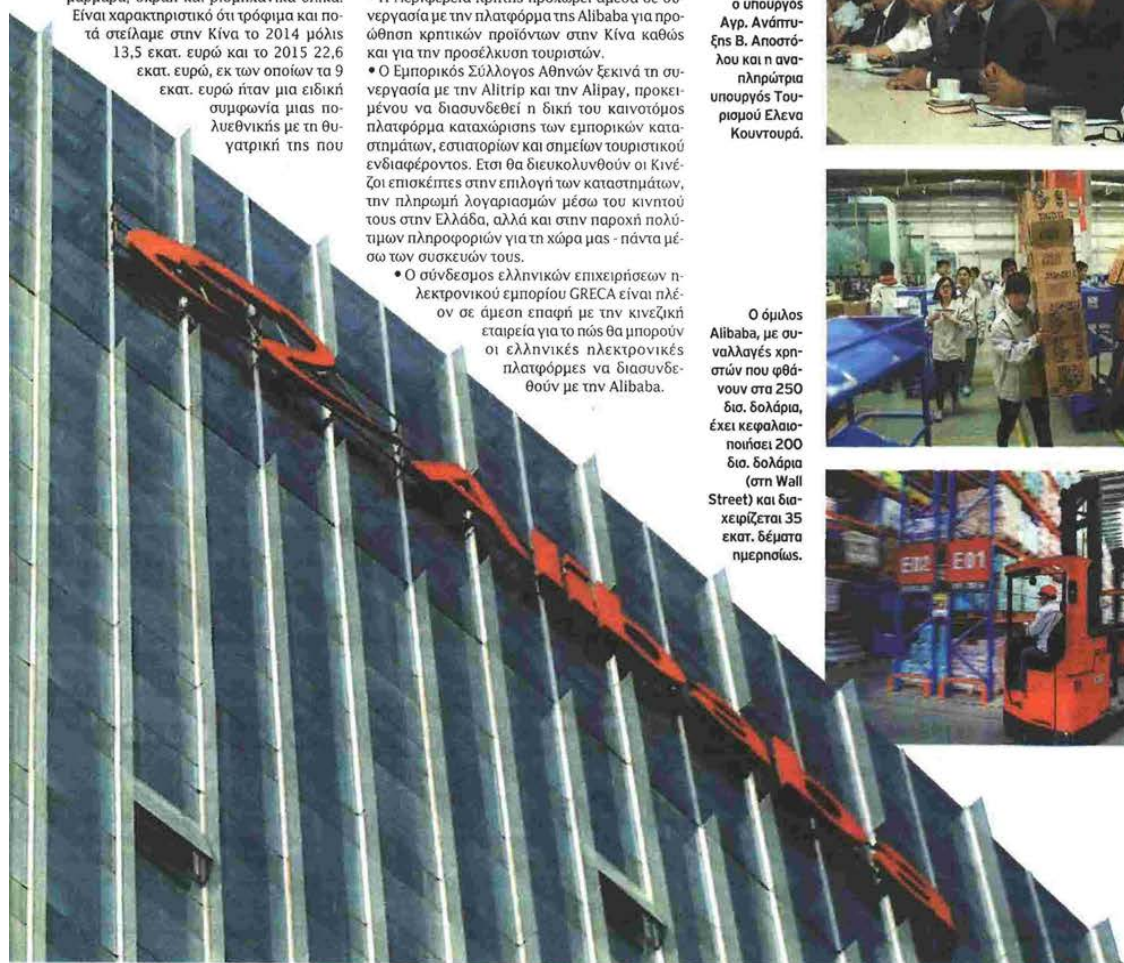 Είναι χαρακτηριστικό ότι τρόφιμα και πο-
τά στείλαμε στην Κίνα το 2014 μόλις
13,5 εκατ. ευρώ και το 2015 22,6
εκατ. ευρώ, εκ των οποίων τα 9
εκατ. ευρώ ήταν μια ειδική
συμφωνία μιας πο-
λυεθνικής με τη θυ-
γατρική της που
νεργασία με την πλατφόρμα της Alibaba για προ-
ώθηση κρητικών προϊόντων στην Κίνα καθώς
και για την προσέλκυση τουριστών.
• Ο Εμπορικός Σύλλογος Αθηνών ξεκινά τη συ-
νεργασία με την Alitrip και την Alipay, προκει-
μένου να διασυνδεθεί η δική του καινοτόμος
πλατφόρμα καταχώρισης των εμπορικών κατα-
στημάτων, εστιατορίων και σημείων τουριστικού
ενδιαφέροντος. Ετσι θα διευκολυνθούν οι Κινέ-
ζοι επισκέπτες στην επιλογή των καταστημάτων,
την πληρωμή λογαριασμών μέσω του κινητού
τους στην Ελλάδα, αλλά και στην παροχή πολύ-
τιμων πληροφοριών για τη χώρα μας - πάντα μέ-
σω των συσκευών τους.
• Ο σύνδεσμος ελληνικών επιχειρήσεων η-
λεκτρονικού εμπορίου GRECA είναι πλέ-
ον σε άμεση επαφή με την κινεζική
εταιρεία για το πώς θα μπορούν
οι ελληνικές ηλεκτρονικές
πλατφόρμες να διασυνδε-
θούν με την Alibaba.
ο υπουργός
Αγρ. Ανάπτυ-
ξης Β. Αποστό-
λου και η ανα-
πληρώτρια
υπουργός Του-
ρισμού Ελενα
Κουντουρά.
Ο όμιλος
Alibaba, με συ-
ναλλαγές χρη-
στών που φθά-
νουν στα 250
δισ. δολάρια,
έχει κεφαλαιο-
ποιήσει 200
δισ. δολάρια
(στη Wall
Street) και δια-
χειρίζεται 35
εκατ. δέματα
ημερησίως.
E02 E01